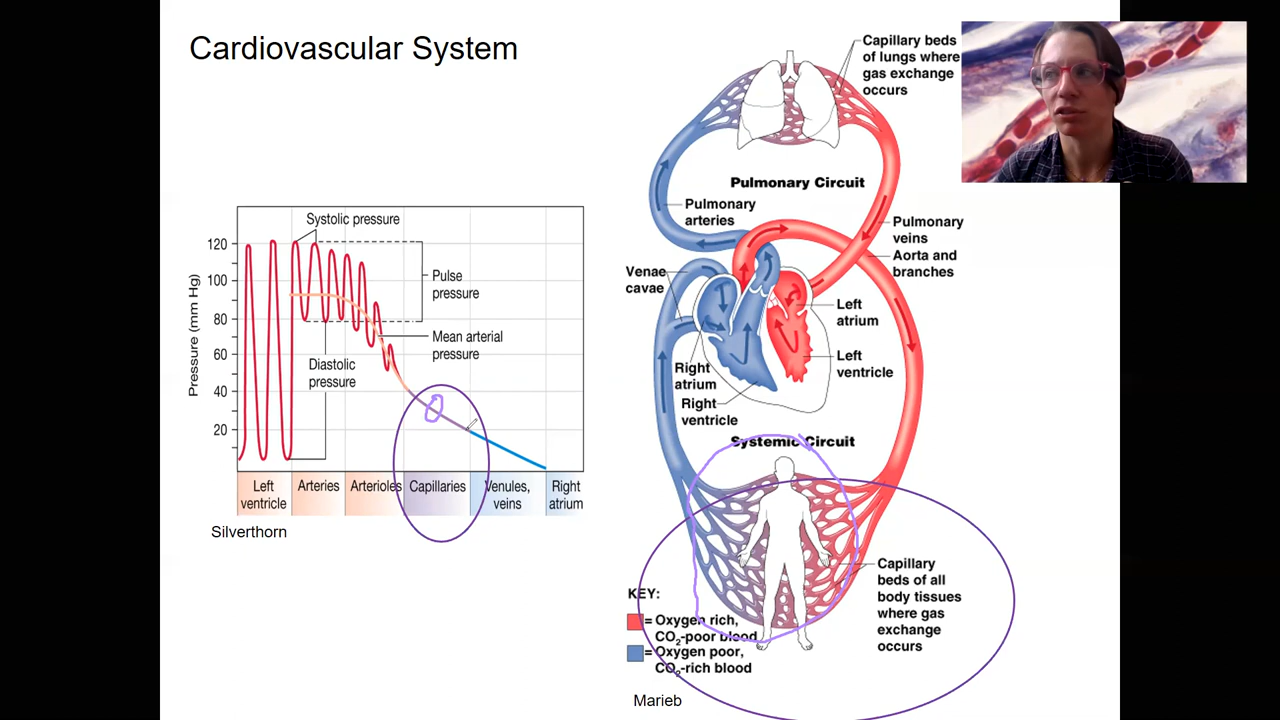 Cardiovascular System
Systolic pressure
120
100
80
60
40
20
Pressure (mm Hg)
Pulse
pressure
Mean arterial
pressure
Diastolic
pressure
Left
ventricle
Arteries
Arterioles
Capillaries
Venules,
veins
Right
atrium
Silverthorn
Capillary beds
of lungs where
gas exchange
occurs
Pulmonary Circuit
Pulmonary
arteries
Pulmonary
veins
Aorta and
branches
Venae
cavae
Left
atrium
Left
ventricle
Right
atrium
Right
ventricle
Systemic Circuit
Capillary
beds of all
body tissues
where gas
exchange
occurs
KEY:
= Oxygen rich,
CO2-poor blood
= Oxygen poor,
CO2-rich blood
Marieb